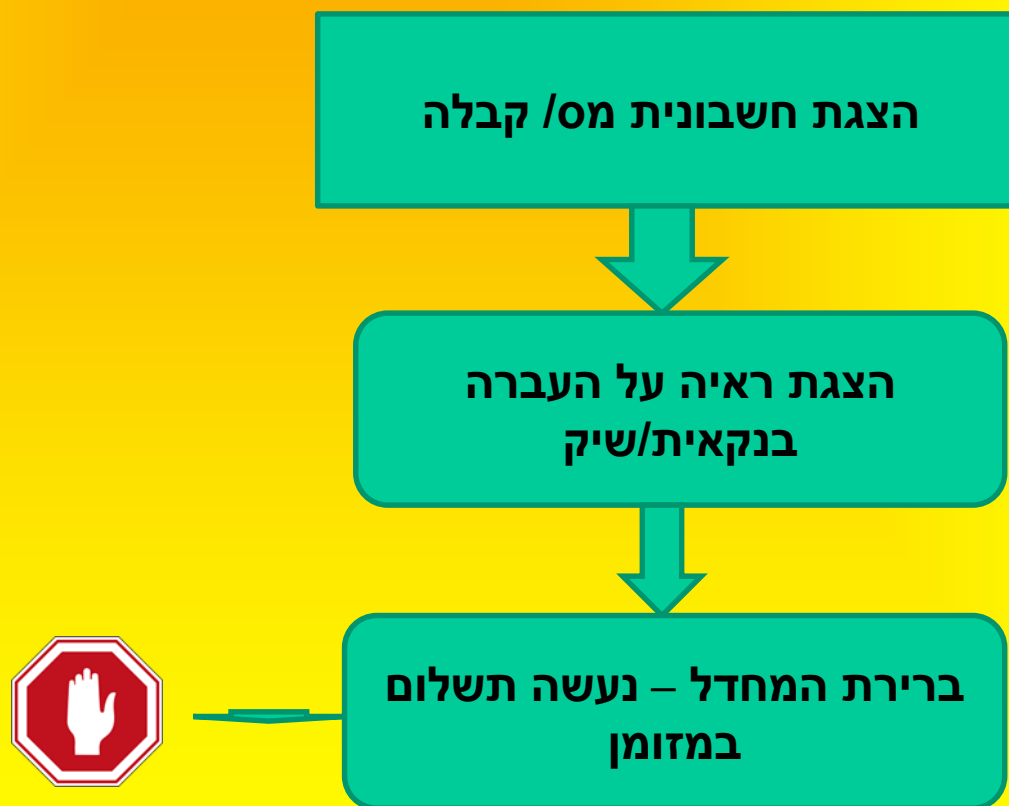 הצגת חשבונית מס/ קבלה
הצגת ראיה על העברה
בנקאית/שיק
ברירת המחדל – נעשה תשלום
במזומן